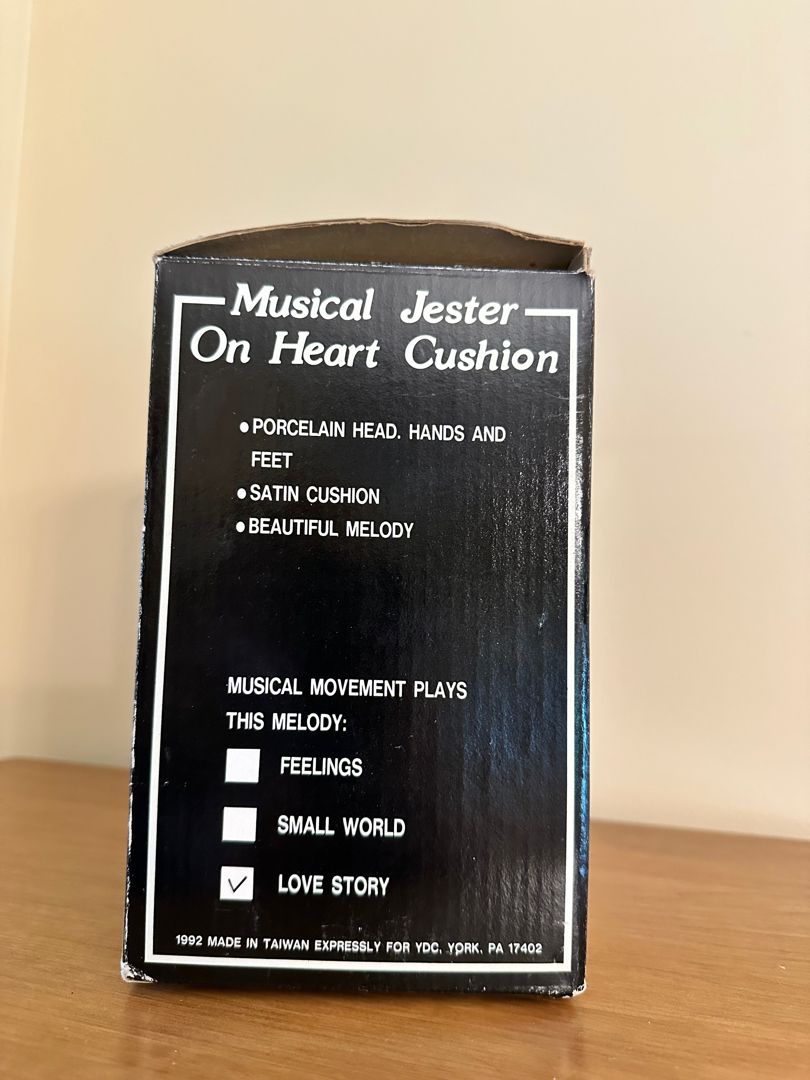 Musical Jester
On Heart Cushion
•PORCELAIN HEAD. HANDS AND
FEET
•SATIN CUSHION
•BEAUTIFUL MELODY
MUSICAL MOVEMENT PLAYS
THIS MELODY:
FEELINGS
SMALL WORLD
✓ LOVE STORY
1992 MADE IN TAIWAN EXPRESSLY FOR YDC, YORK, PA 17402